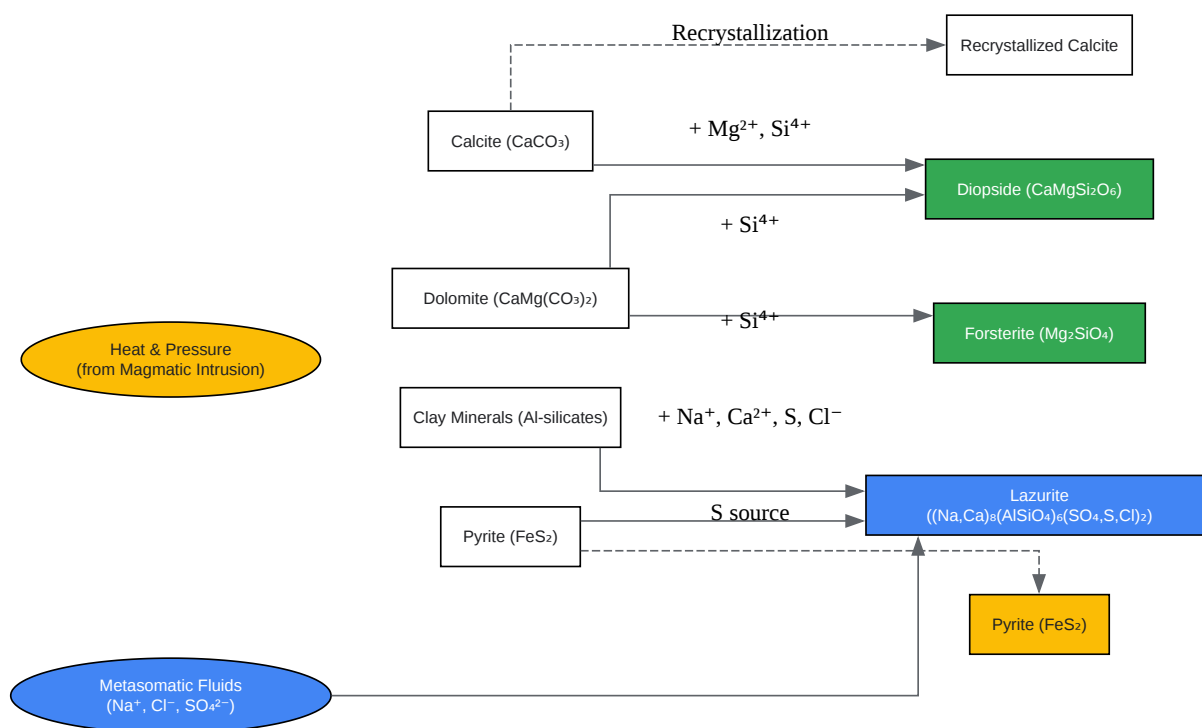 Recrystallization
Recrystallized Calcite
Calcite (CaCO₃)
+ Mg²⁺, Si⁴⁺
Diopside (CaMgSi₂O₆)
+ Si⁴⁺
Dolomite (CaMg(CO₃)₂)
+ Si⁴⁺
Forsterite (Mg₂SiO₄)
Heat & Pressure
(from Magmatic Intrusion)
Clay Minerals (Al-silicates)
+ Na⁺, Ca²⁺, S, Cl⁻
Lazurite
((Na,Ca)₈(AlSiO₄)₆(SO₄,S,Cl)₂)
S source
Pyrite (FeS₂)
Pyrite (FeS₂)
Metasomatic Fluids
(Na⁺, Cl⁻, SO₄²⁻)